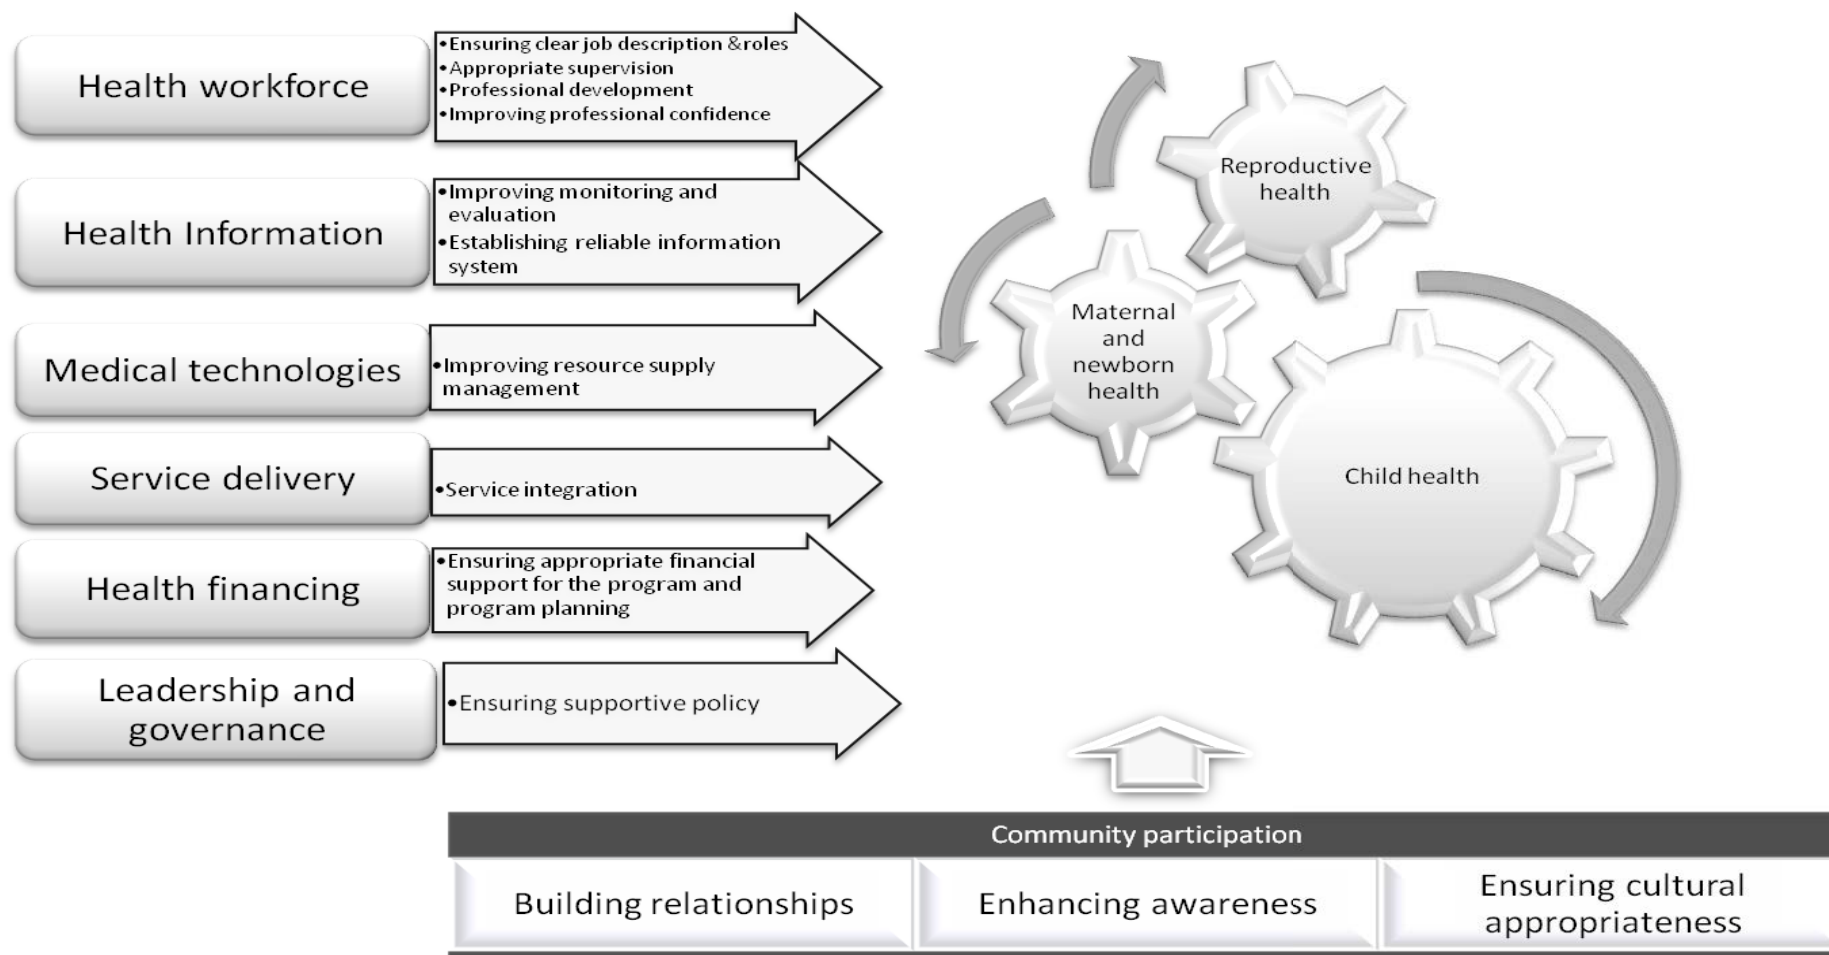 Health workforce
•Ensuring clear job description &roles
•Appropriate supervision
•Professional development
•Improving professional confidence
Health Information
•Improving monitoring and
evaluation
•Establishing reliable information
system
Medical technologies
•Improving resource supply
management
Service delivery
•Service integration
Health financing
•Ensuring appropriate financial
support for the program and
program planning
Leadership and
governance
•Ensuring supportive policy
Reproductive
health
Maternal
and
newborn
health
Child health
Community participation
Building relationships
Enhancing awareness
Ensuring cultural
appropriateness